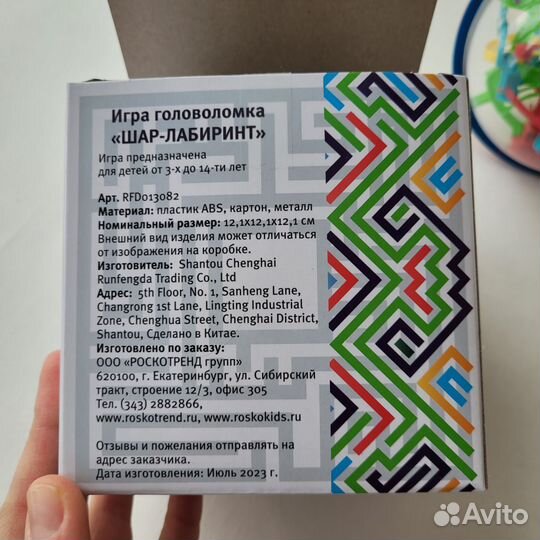 Игра головоломка
«ШАР-ЛАБИРИНТ»
Игра предназначена
для детей от 3-х до 14-ти лет
Арт. RFD013082
Материал: пластик ABS, картон, металл
Номинальный размер: 12,1X12,1X12,1 см
Внешний вид изделия может отличаться
от изображения на коробке.
Изготовитель: Shantou Chenghai
Runfengda Trading Co., Ltd
Адрес: 5th Floor, No. 1, Sanheng Lane,
Changrong 1st Lane, Lingting Industrial
Zone, Chenghua Street, Chenghai District,
Shantou, Сделано в Китае.
Изготовлено по заказу:
ООО «РОСКОТРЕНД групп»
620100, г. Екатеринбург, ул. Сибирский
тракт, строение 12/3, офис 305
Тел. (343) 2882866,
www.roskotrend.ru, www.roskokids.ru
Отзывы и пожелания отправлять на
адрес заказчика.
Дата изготовления: Июль 2023 г.
Avito